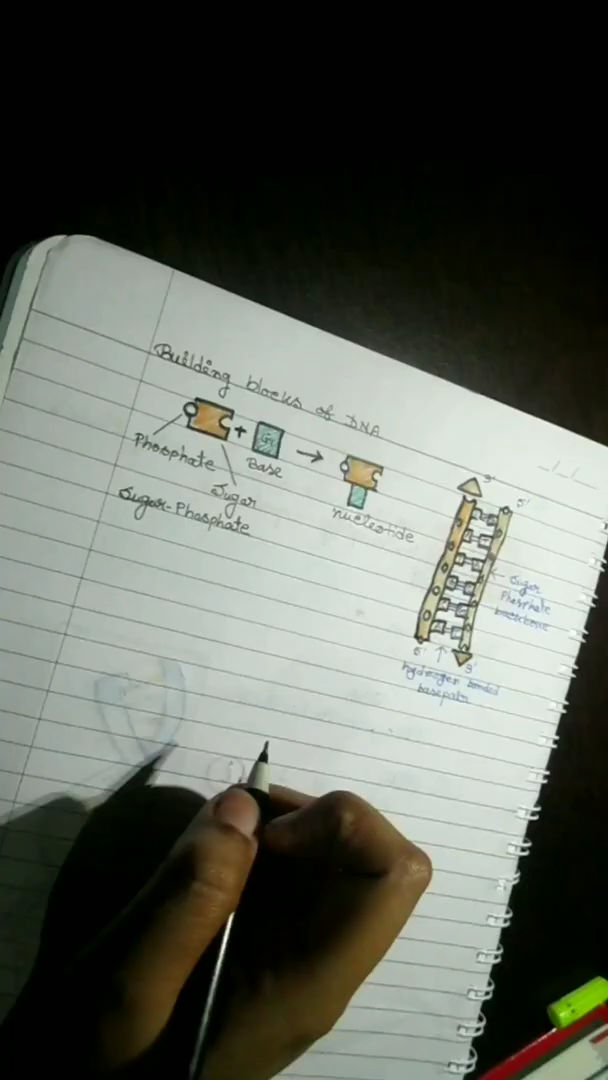 Building blocks of DNA
+ G →
Phosphate Base
Sugar
Sugar-Phosphate
nucleotide
3' 5'
Sugar
Phosphate
backbone
5' 3'
hydrogen bonded
basepairs